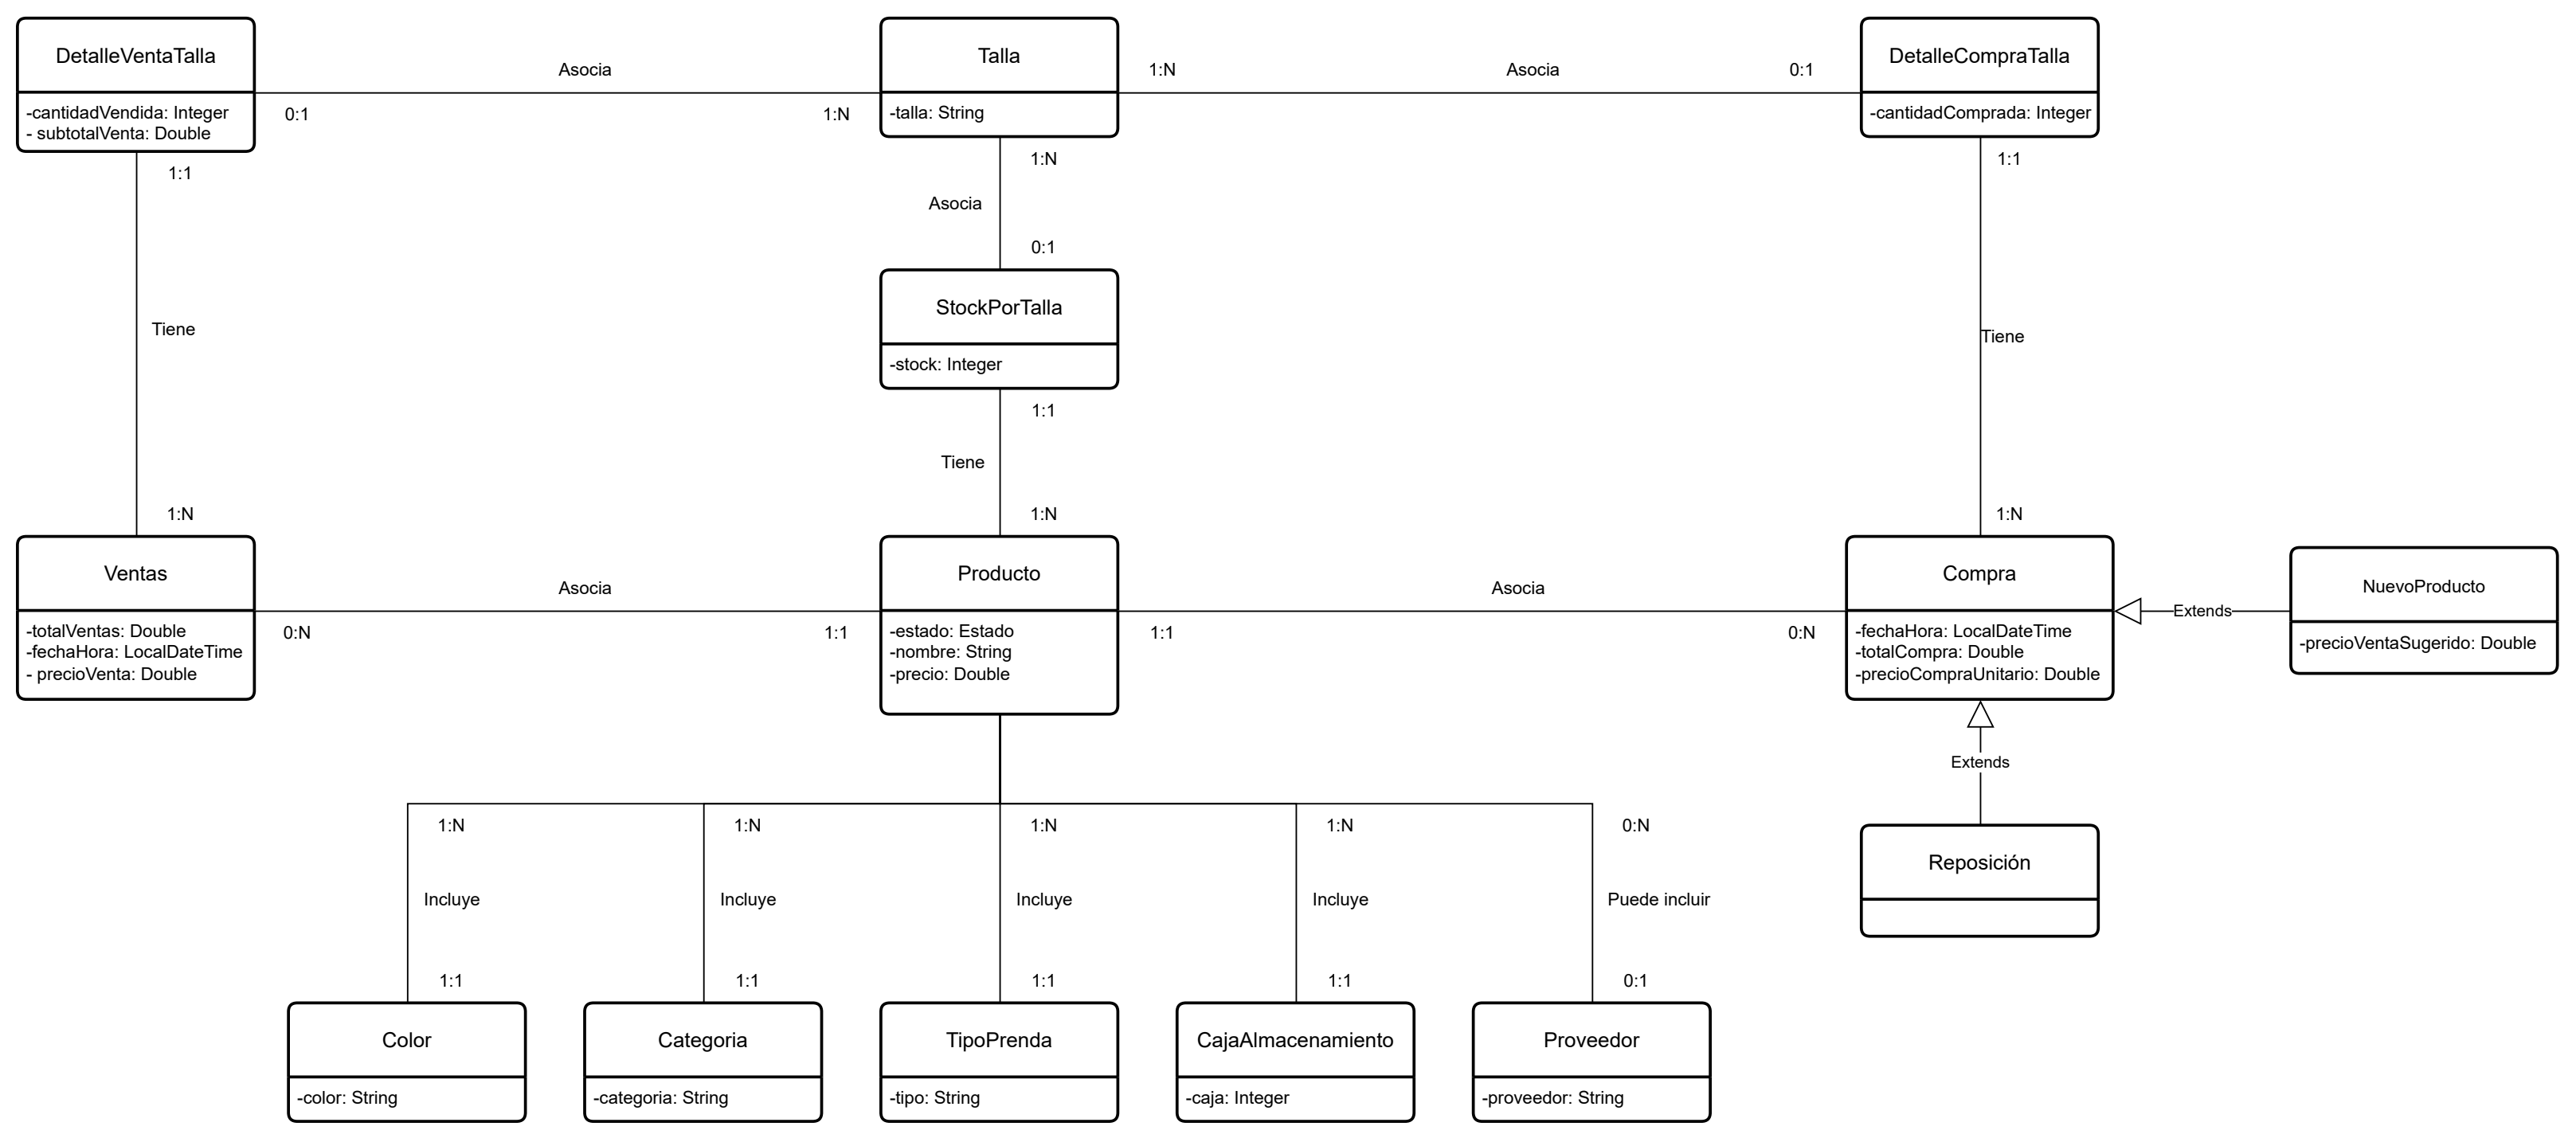 DetalleVentaTalla
-cantidadVendida: Integer
- subtotalVenta: Double
Asocia
0:1
1:N
Talla
-talla: String
1:N
Asocia
0:1
DetalleCompraTalla
-cantidadComprada: Integer
1:1
Tiene
1:N
1:N
Asocia
0:1
StockPorTalla
-stock: Integer
1:1
Tiene
1:N
1:1
Tiene
1:N
Ventas
-totalVentas: Double
-fechaHora: LocalDateTime
- precioVenta: Double
Asocia
0:N
1:1
Producto
-estado: Estado
-nombre: String
-precio: Double
Asocia
1:1
0:N
Compra
-fechaHora: LocalDateTime
-totalCompra: Double
-precioCompraUnitario: Double
Extends
NuevoProducto
-precioVentaSugerido: Double
Extends
Reposición
1:N
1:N
1:N
1:N
0:N
Incluye
Incluye
Incluye
Incluye
Puede incluir
1:1
1:1
1:1
1:1
0:1
Color
-color: String
Categoria
-categoria: String
TipoPrenda
-tipo: String
CajaAlmacenamiento
-caja: Integer
Proveedor
-proveedor: String